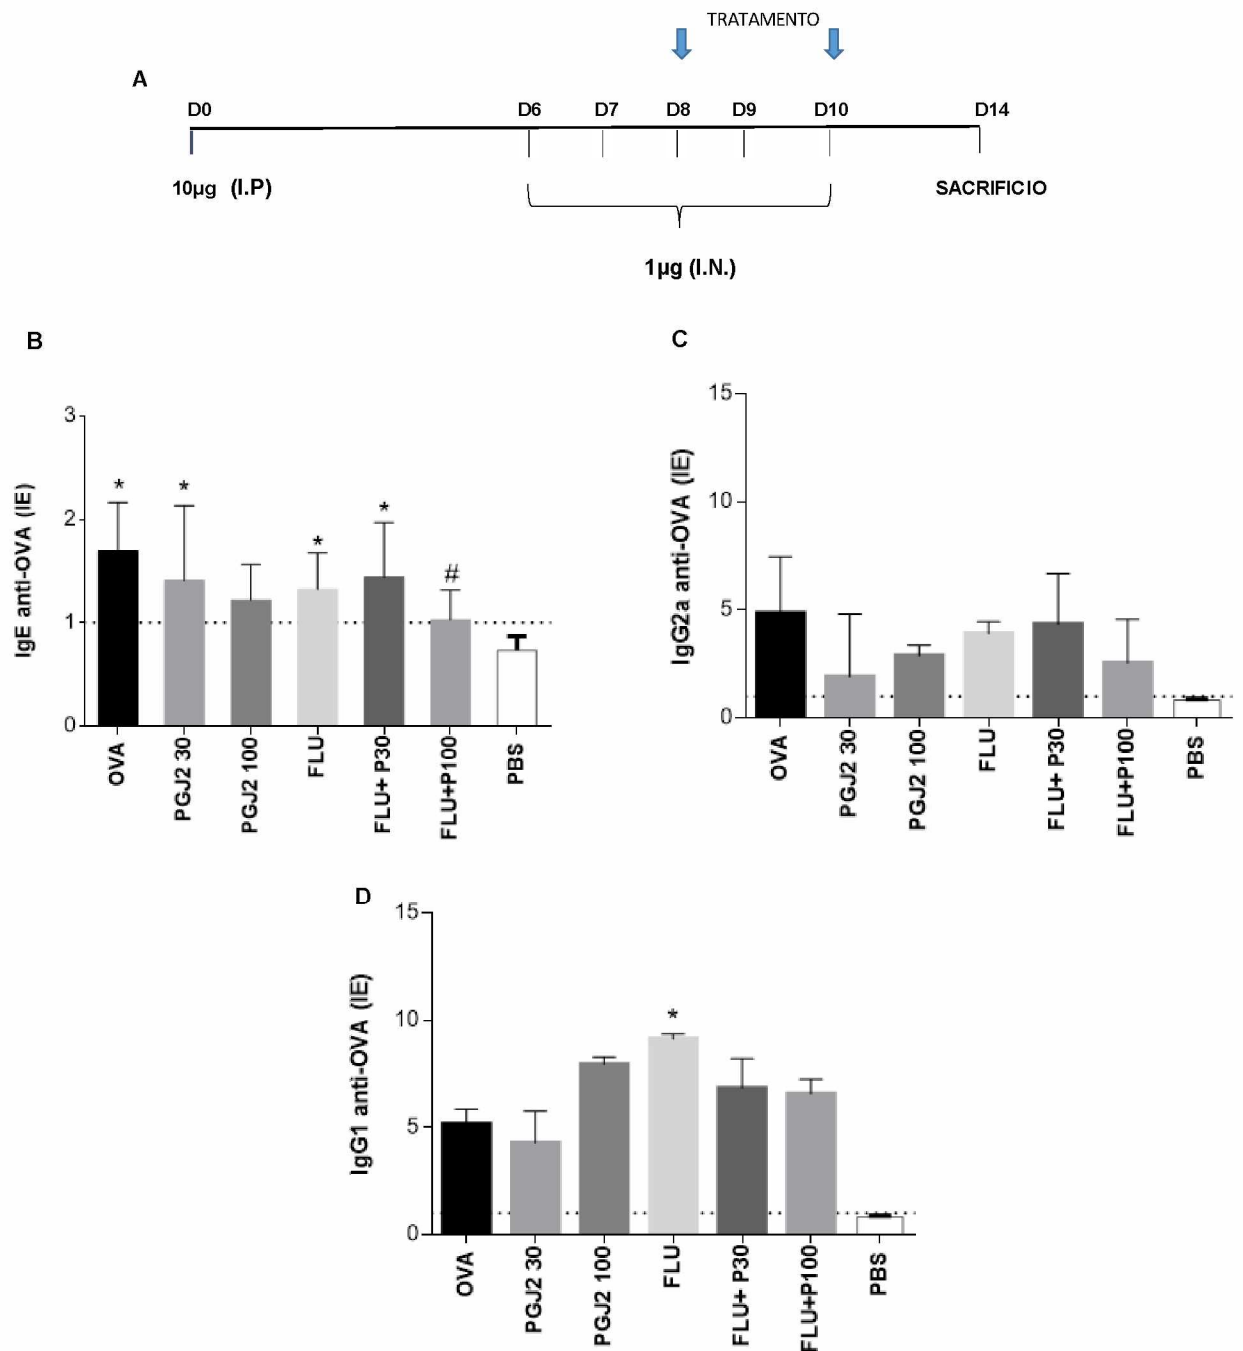 TRATAMENTO
A
D0 D6 D7 D8 D9 D10 D14
10µg (I.P) SACRIFICIO
1µg (I.N.)
B
IgE anti-OVA (IE)
3
2
1
0
* * * * #
OVA
PGJ2 30
PGJ2 100
FLU
FLU+ P30
FLU+P100
PBS
C
IgG2a anti-OVA (IE)
15
10
5
0
OVA
PGJ2 30
PGJ2 100
FLU
FLU+ P30
FLU+P100
PBS
D
IgG1 anti-OVA (IE)
15
10
5
0
*
OVA
PGJ2 30
PGJ2 100
FLU
FLU+ P30
FLU+P100
PBS